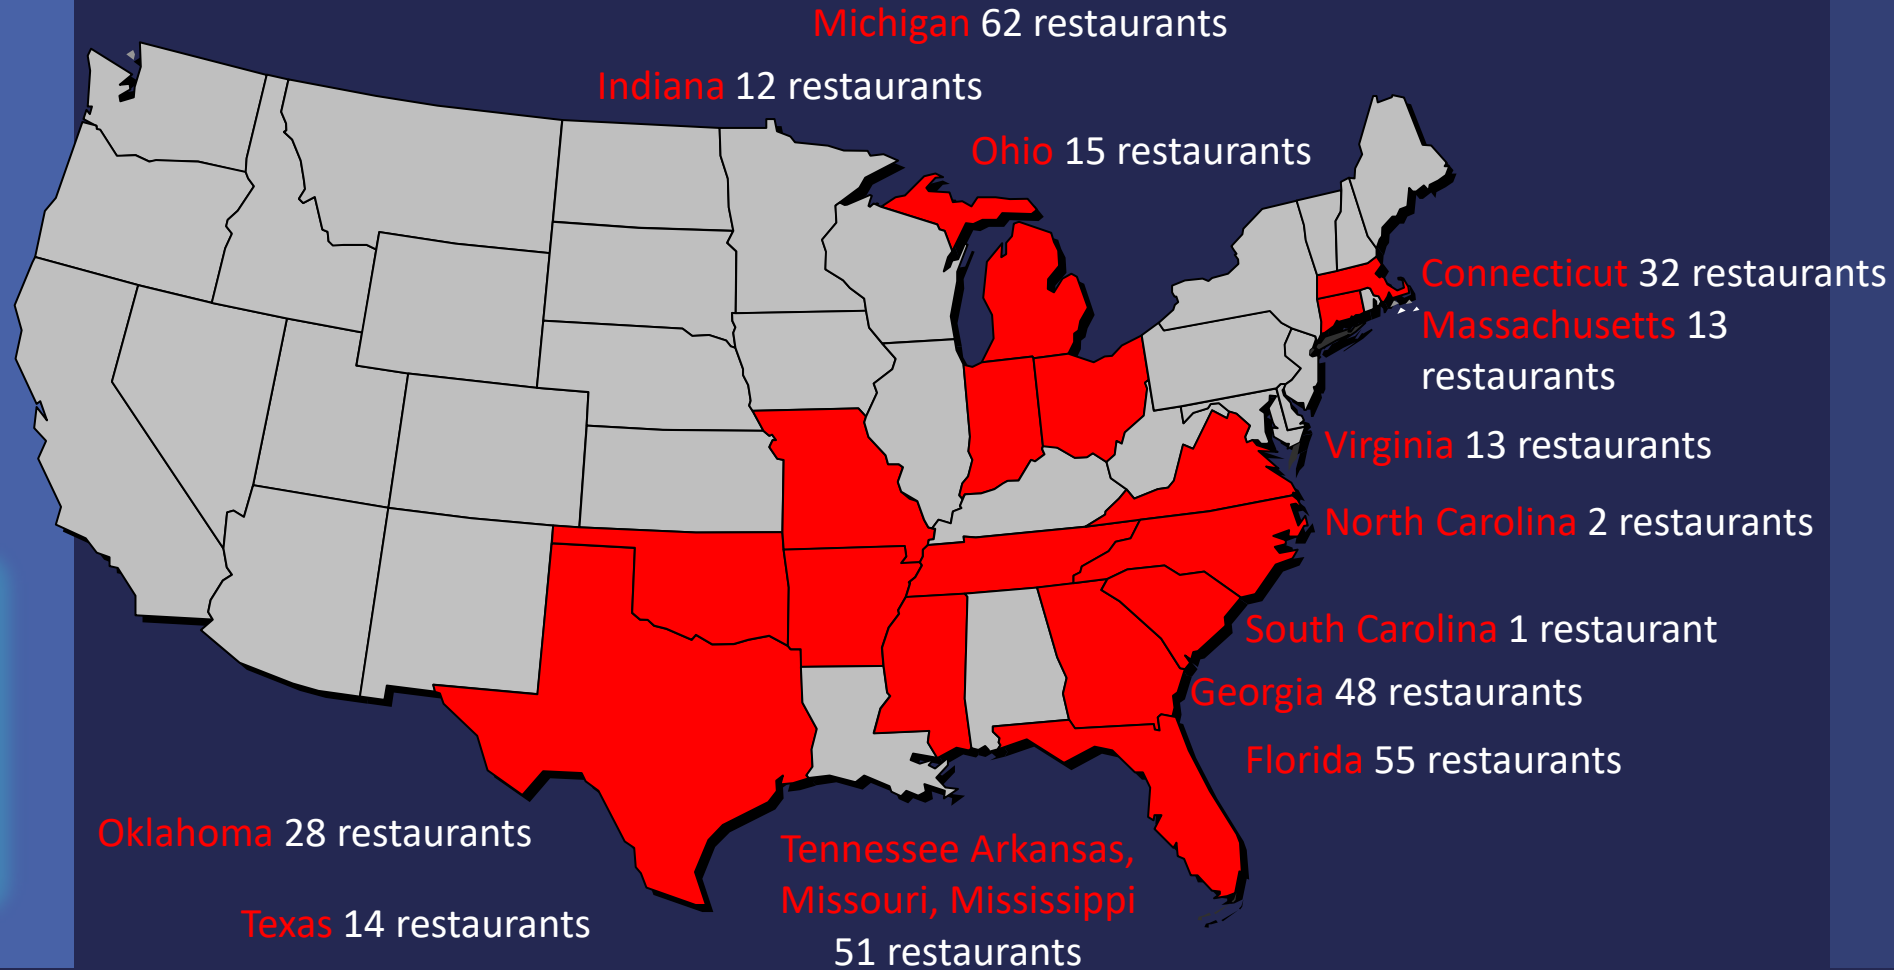 Michigan 62 restaurants
Indiana 12 restaurants
Ohio 15 restaurants
Connecticut 32 restaurants
Massachusetts 13
restaurants
Virginia 13 restaurants
North Carolina 2 restaurants
South Carolina 1 restaurant
Georgia 48 restaurants
Florida 55 restaurants
Oklahoma 28 restaurants
Texas 14 restaurants
Tennessee Arkansas,
Missouri, Mississippi
51 restaurants